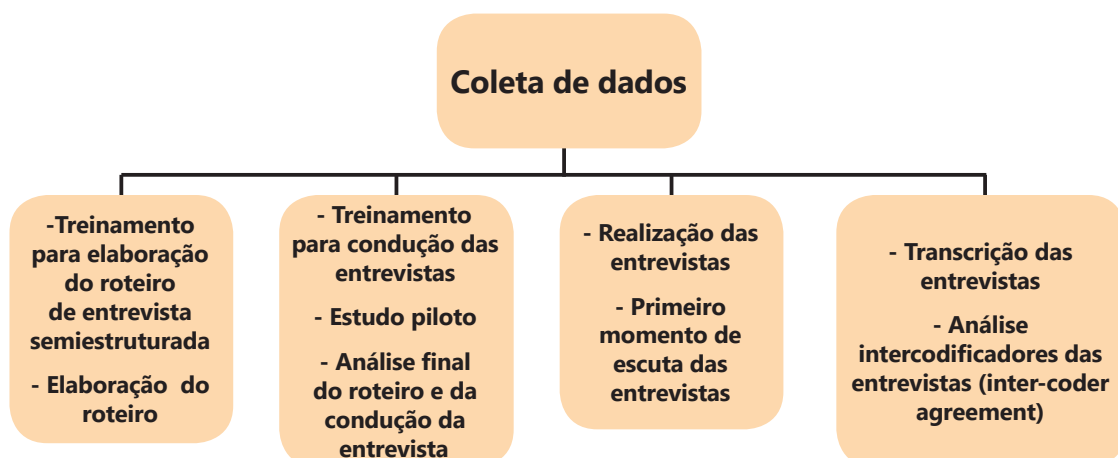 Coleta de dados
-Treinamento
para elaboração
do roteiro
de entrevista
semiestruturada
- Elaboração do
roteiro
- Treinamento
para condução das
entrevistas
- Estudo piloto
- Análise final
do roteiro e da
condução da
entrevista
- Realização das
entrevistas
- Primeiro
momento de
escuta das
entrevistas
- Transcrição das
entrevistas
- Análise
intercodificadores das
entrevistas (inter-coder
agreement)